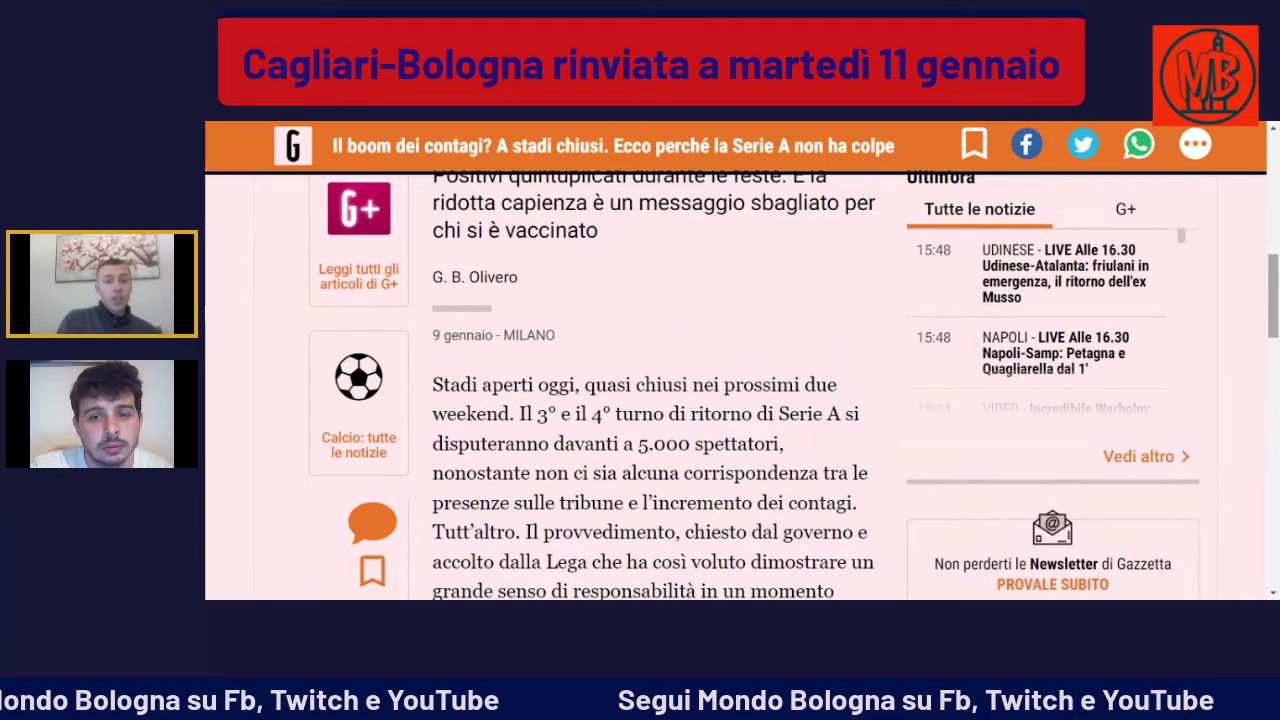 Cagliari-Bologna rinviata a martedì 11 gennaio
MB
G
Il boom dei contagi? A stadi chiusi. Ecco perché la Serie A non ha colpe
Positivi quintuplicati durante le feste. E la
ridotta capienza è un messaggio sbagliato per
chi si è vaccinato
G. B. Olivero
9 gennaio - MILANO
Stadi aperti oggi, quasi chiusi nei prossimi due
weekend. Il 3° e il 4° turno di ritorno di Serie A si
disputeranno davanti a 5.000 spettatori,
nonostante non ci sia alcuna corrispondenza tra le
presenze sulle tribune e l'incremento dei contagi.
Tutt'altro. Il provvedimento, chiesto dal governo e
accolto dalla Lega che ha così voluto dimostrare un
grande senso di responsabilità in un momento
G+
Leggi tutti gli
articoli di G+
Calcio: tutte
le notizie
Ultim'ora
Tutte le notizie
G+
15:48
UDINESE - LIVE Alle 16.30
Udinese-Atalanta: friulani in
emergenza, il ritorno dell'ex
Musso
15:48
NAPOLI - LIVE Alle 16.30
Napoli-Samp: Petagna e
Quagliarella dal 1'
15:34
VIDEO - Incredibile Warholm:
Vedi altro
Non perderti le Newsletter di Gazzetta
PROVALE SUBITO
Mondo Bologna su Fb, Twitch e YouTube
Segui Mondo Bologna su Fb, Twitch e YouTube